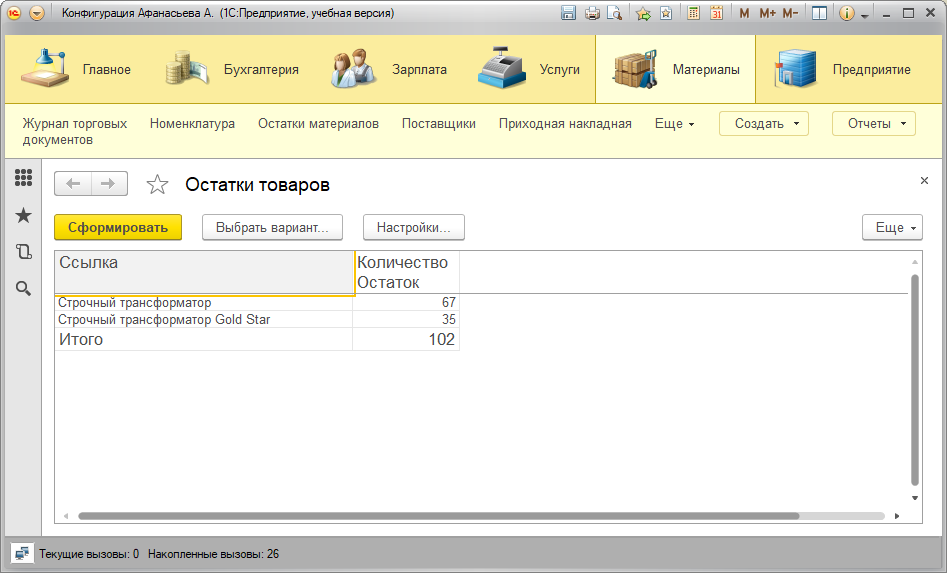 Конфигурация Афанасьева А. (1С:Предприятие, учебная версия)
31 M M+ M-
Главное Бухгалтерия Зарплата Услуги Материалы Предприятие
Журнал торговых документов Номенклатура Остатки материалов Поставщики Приходная накладная Еще Создать Отчеты
Остатки товаров
Сформировать Выбрать вариант... Настройки... Еще
Ссылка Количество Остаток
Строчный трансформатор 67
Строчный трансформатор Gold Star 35
Итого 102
Текущие вызовы: 0 Накопленные вызовы: 26